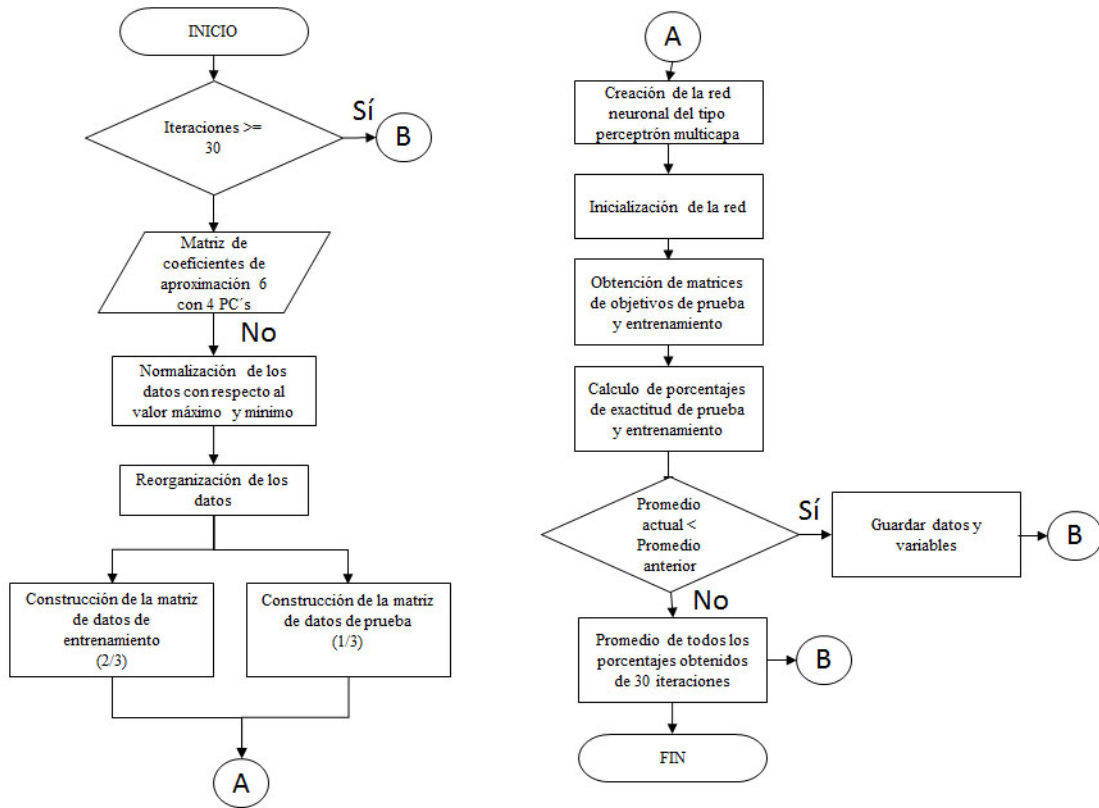 INICIO
Iteraciones >=
30
Sí
B
Matriz de
coeficientes de
aproximación 6
con 4 PC´s
No
Normalización de los
datos con respecto al
valor máximo y mínimo
Reorganización de los
datos
Construcción de la matriz
de datos de
entrenamiento
(2/3)
Construcción de la matriz
de datos de prueba
(1/3)
A
A
Creación de la red
neuronal del tipo
perceptrón multicapa
Inicialización de la red
Obtención de matrices
de objetivos de prueba
y entrenamiento
Calculo de porcentajes
de exactitud de prueba
y entrenamiento
Promedio
actual <
Promedio
anterior
Sí
Guardar datos y
variables
B
No
Promedio de todos los
porcentajes obtenidos
de 30 iteraciones
B
FIN